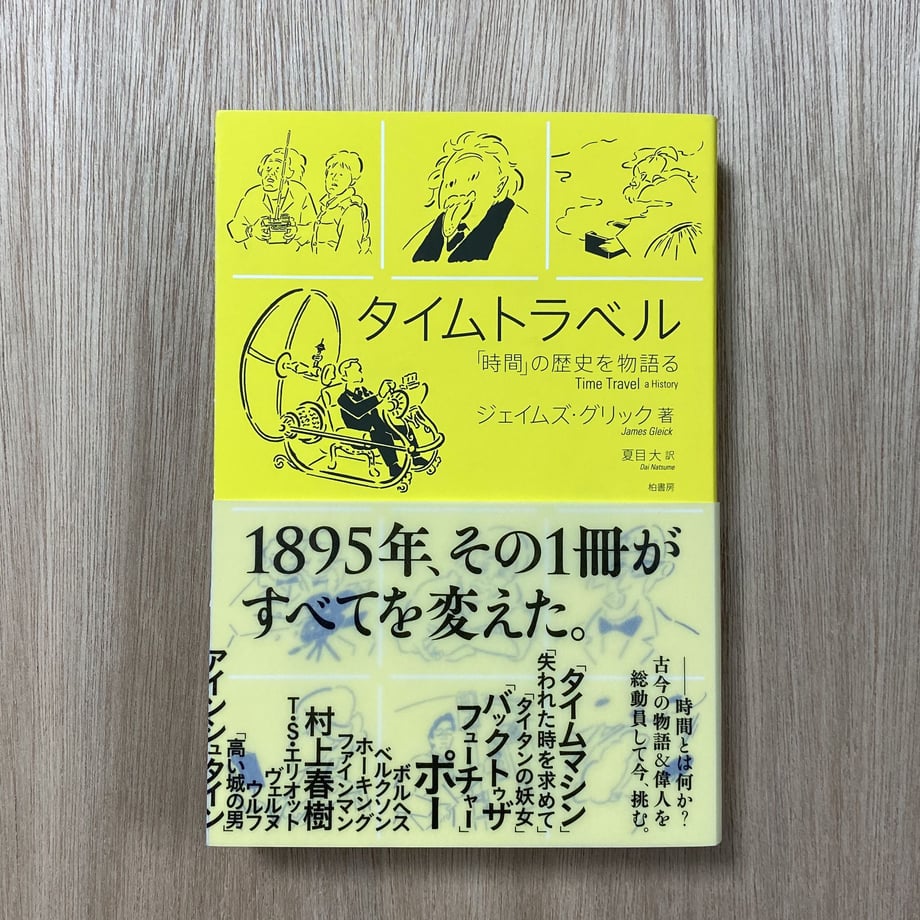 タイムトラベル
「時間」の歴史を物語る
Time Travel a History
ジェイムズ・グリック 著
James Gleick
夏目大 訳
Dai Natsume
柏書房
1895年、その1冊が
すべてを変えた。
——時間とは何か?
古今の物語&偉人を
総動員して今、挑む。
「タイムマシン」
「失われた時を求めて」
「タイタンの妖女」
「バック・トゥ・ザ・
フューチャー」
ポー
ボルヘス
ベルクソン
ホーキング
ファインマン
村上春樹
T・S・エリオット
ヴェルヌ
ウルフ
「高い城の男」
アインシュタイン